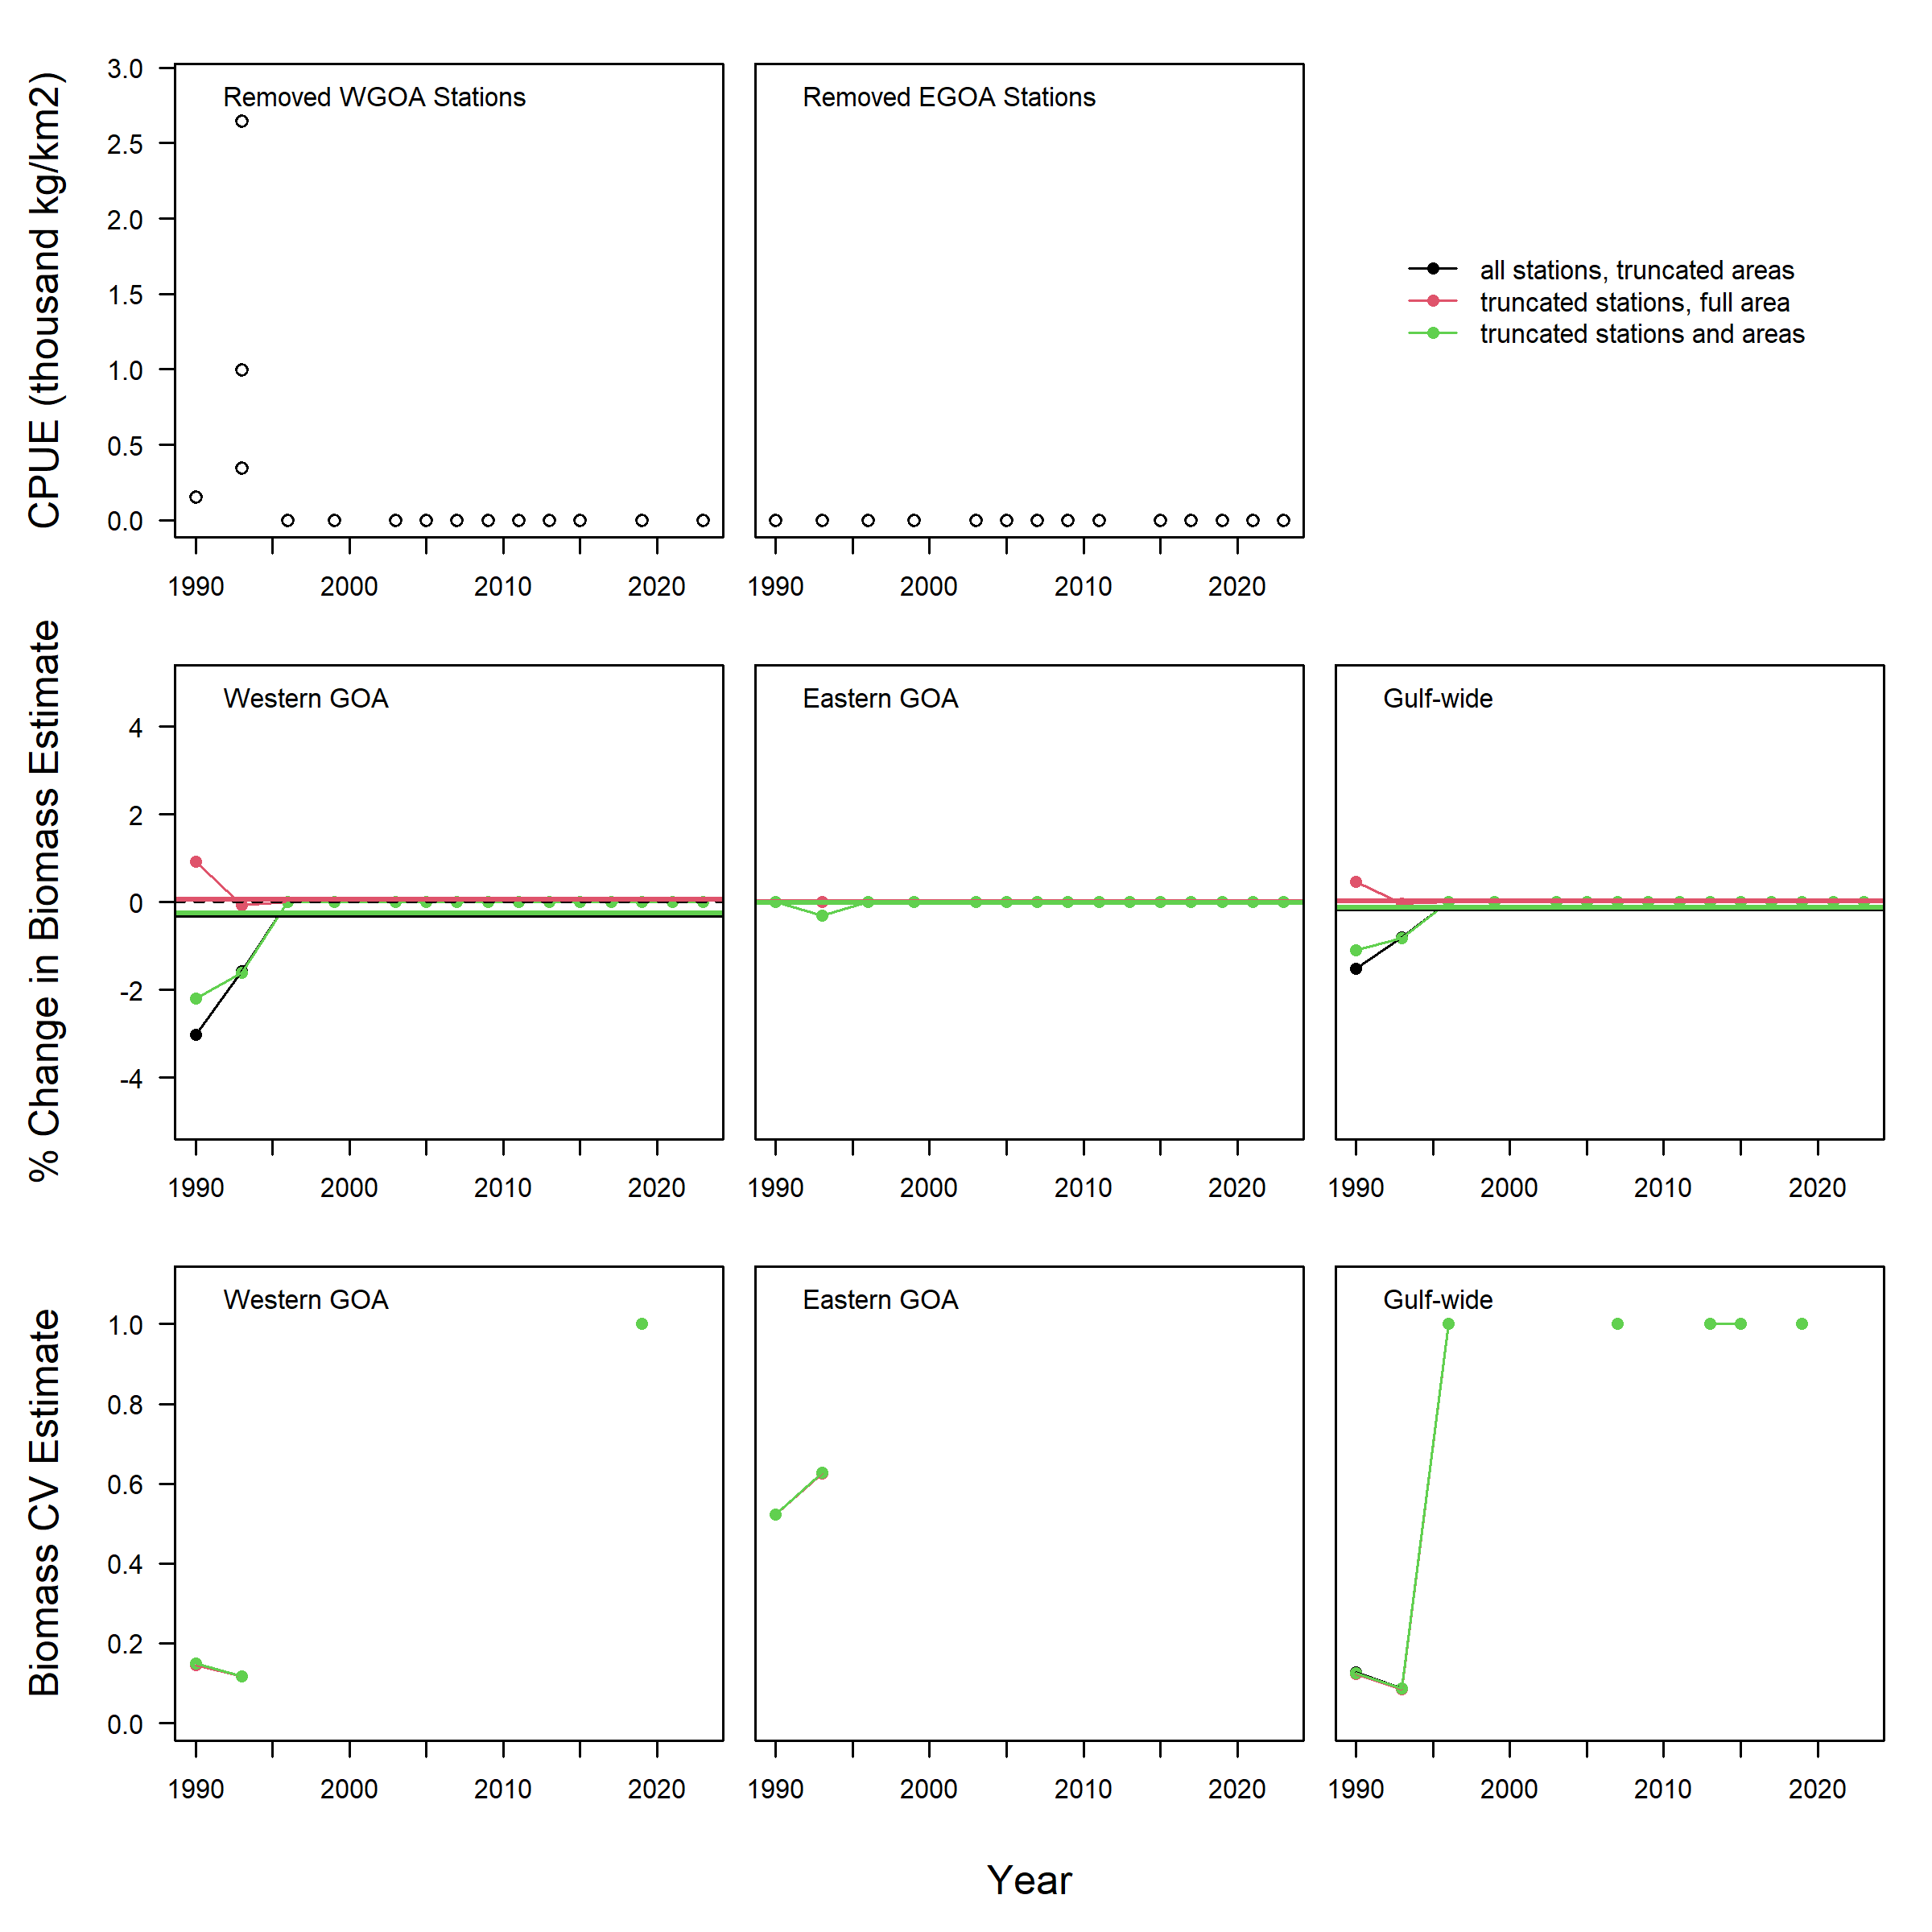 CPUE (thousand kg/km2)
3.0
2.5
2.0
1.5
1.0
0.5
0.0
Removed WGOA Stations
1990 2000 2010 2020
Removed EGOA Stations
1990 2000 2010 2020
all stations, truncated areas
truncated stations, full area
truncated stations and areas
% Change in Biomass Estimate
4
2
0
-2
-4
Western GOA
1990 2000 2010 2020
Eastern GOA
1990 2000 2010 2020
Gulf-wide
1990 2000 2010 2020
Biomass CV Estimate
1.0
0.8
0.6
0.4
0.2
0.0
Western GOA
1990 2000 2010 2020
Eastern GOA
1990 2000 2010 2020
Gulf-wide
1990 2000 2010 2020
Year